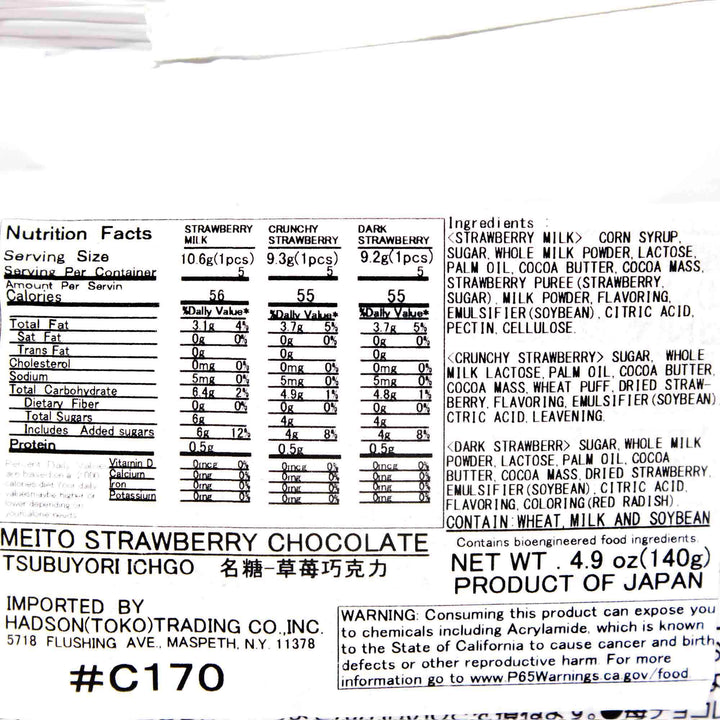 Nutrition Facts STRAWBERRY MILK CRUNCHY STRAWBERRY DARK STRAWBERRY
Serving Size 10.6g(1pcs) 9.3g(1pcs) 9.2g(1pcs)
Serving Per Container 5 5 5
Amount Per Servin
Calories 56 55 55
%Daily Value* %Daily Value* %Daily Value*
Total Fat 3.1g 4% 3.7g 5% 3.7g 5%
Sat Fat 0g 0% 0g 0% 0g 0%
Trans Fat 0g 0g 0g
Cholesterol 0mg 0% 0mg 0% 0mg 0%
Sodium 5mg 0% 5mg 0% 5mg 0%
Total Carbohydrate 6.4g 2% 4.9g 1% 4.8g 1%
Dietary Fiber 0g 0% 0g 0% 0g 0%
Total Sugars 6g 4g 4g
Includes Added sugars 6g 12% 4g 8% 4g 8%
Protein 0.5g 0.5g 0.5g
Vitamin D 0mcg 0% 0mcg 0% 0mcg 0%
Calcium 0mg 0% 0mg 0% 0mg 0%
Iron 0mg 0% 0mg 0% 0mg 0%
Potassium 0mg 0% 0mg 0% 0mg 0%
Ingredients :
<STRAWBERRY MILK> CORN SYRUP,
SUGAR, WHOLE MILK POWDER, LACTOSE,
PALM OIL, COCOA BUTTER, COCOA MASS,
STRAWBERRY PUREE (STRAWBERRY,
SUGAR), MILK POWDER, FLAVORING,
EMULSIFIER(SOYBEAN), CITRIC ACID,
PECTIN, CELLULOSE.
<CRUNCHY STRAWBERRY> SUGAR, WHOLE
MILK LACTOSE, PALM OIL, COCOA BUTTER,
COCOA MASS, WHEAT PUFF, DRIED STRAW-
BERRY, FLAVORING, EMULSIFIER(SOYBEAN)
CTRIC ACID, LEAVENING.
<DARK STRAWBERR> SUGAR, WHOLE MILK
POWDER, LACTOSE, PALM OIL, COCOA
BUTTER, COCOA MASS, DRIED STRAWBERRY,
EMULSIFIER(SOYBEAN), CITRIC ACID,
FLAVORING, COLORING(RED RADISH).
CONTAIN:WHEAT, MILK AND SOYBEAN
Contains bioengineered food ingredients.
NET WT . 4.9 oz(140g)
PRODUCT OF JAPAN
MEITO STRAWBERRY CHOCOLATE
TSUBUYORI ICHGO 名糖-草莓巧克力
IMPORTED BY
HADSON(TOKO)TRADING CO.,INC.
5718 FLUSHING AVE., MASPETH, N.Y. 11378
#C170
WARNING: Consuming this product can expose you
to chemicals including Acrylamide, which is known
to the State of California to cause cancer and birth
defects or other reproductive harm. For more
information go to www.P65Warnings.ca.gov/food